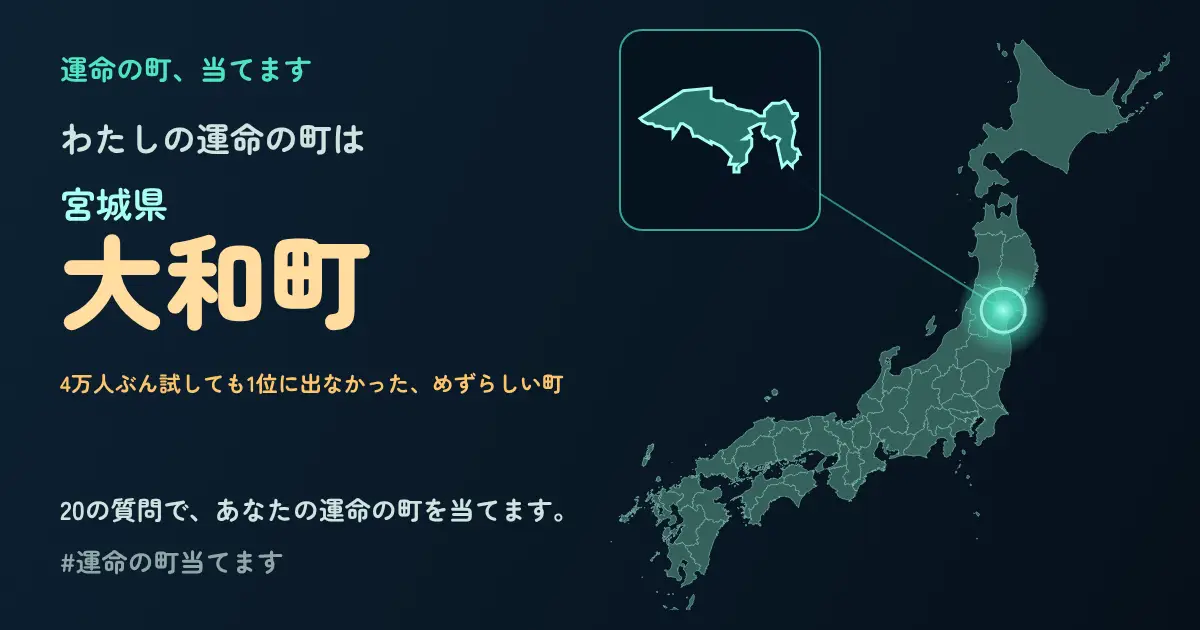 運命の町、当てます
わたしの運命の町は
宮城県
大和町
4万人ぶん試しても1位に出なかった、めずらしい町
20の質問で、あなたの運命の町を当てます。
#運命の町当てます